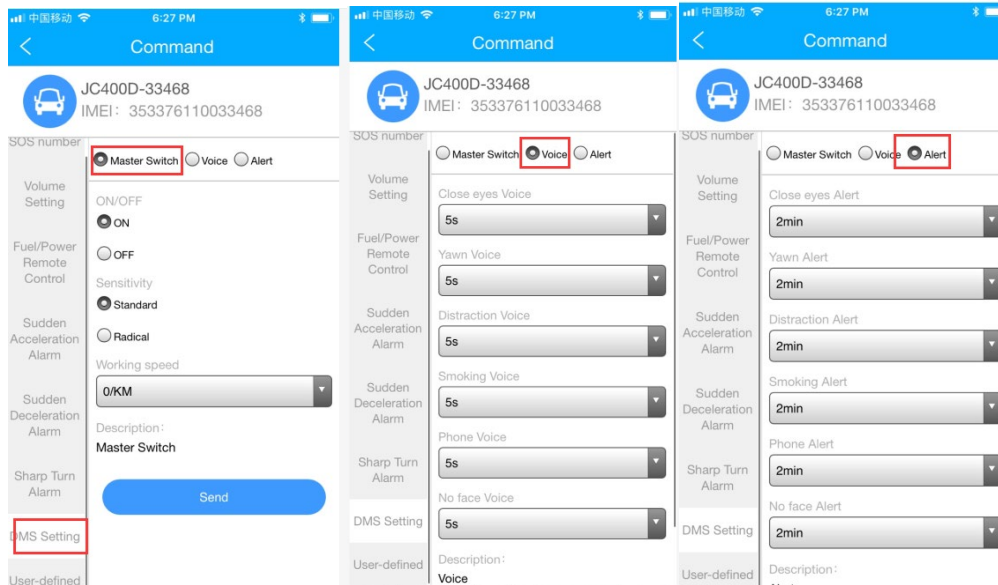 中国移动 6:27 PM
Command
JC400D-33468
IMEI: 353376110033468
SOS number
Volume
Setting
Fuel/Power
Remote
Control
Sudden
Acceleration
Alarm
Sudden
Deceleration
Alarm
Sharp Turn
Alarm
DMS Setting
User-defined
Master Switch Voice Alert
ON/OFF
ON
OFF
Sensitivity
Standard
Radical
Working speed
0/KM
Description:
Master Switch
Send
中国移动 6:27 PM
Command
JC400D-33468
IMEI: 353376110033468
SOS number
Volume
Setting
Fuel/Power
Remote
Control
Sudden
Acceleration
Alarm
Sudden
Deceleration
Alarm
Sharp Turn
Alarm
DMS Setting
User-defined
Master Switch Voice Alert
Close eyes Voice
5s
Yawn Voice
5s
Distraction Voice
5s
Smoking Voice
5s
Phone Voice
5s
No face Voice
5s
Description:
Voice
中国移动 6:27 PM
Command
JC400D-33468
IMEI: 353376110033468
SOS number
Volume
Setting
Fuel/Power
Remote
Control
Sudden
Acceleration
Alarm
Sudden
Deceleration
Alarm
Sharp Turn
Alarm
DMS Setting
User-defined
Master Switch Voice Alert
Close eyes Alert
2min
Yawn Alert
2min
Distraction Alert
2min
Smoking Alert
2min
Phone Alert
2min
No face Alert
2min
Description: